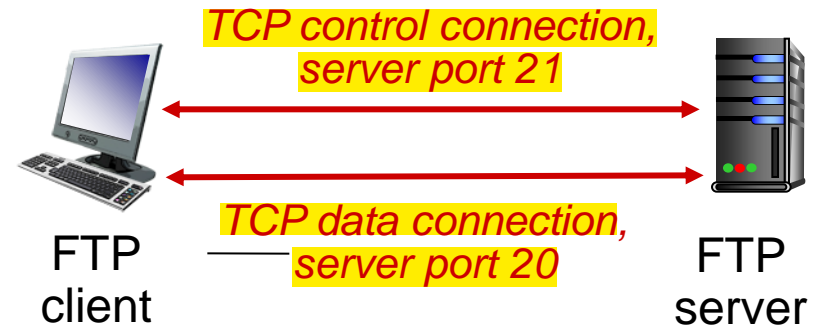 TCP control connection,
server port 21
TCP data connection,
server port 20
FTP
client
FTP
server